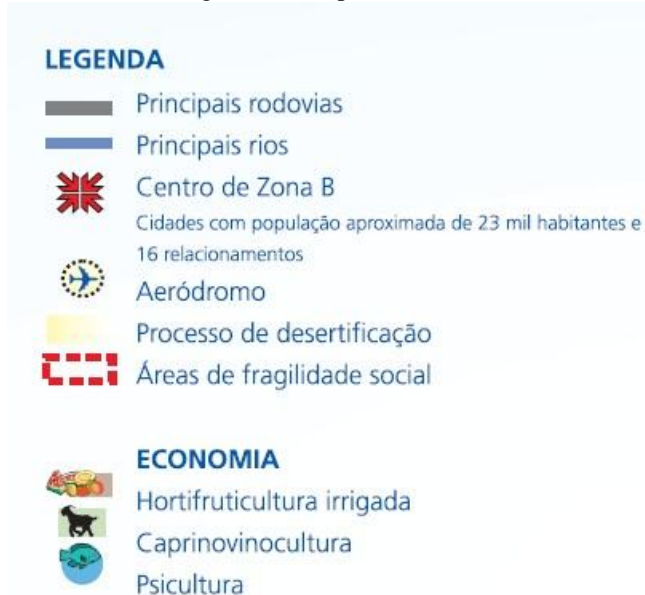 LEGENDA
Principais rodovias
Principais rios
Centro de Zona B
Cidades com população aproximada de 23 mil habitantes e
16 relacionamentos
Aeródromo
Processo de desertificação
Áreas de fragilidade social
ECONOMIA
Hortifruticultura irrigada
Caprinovinocultura
Psicultura